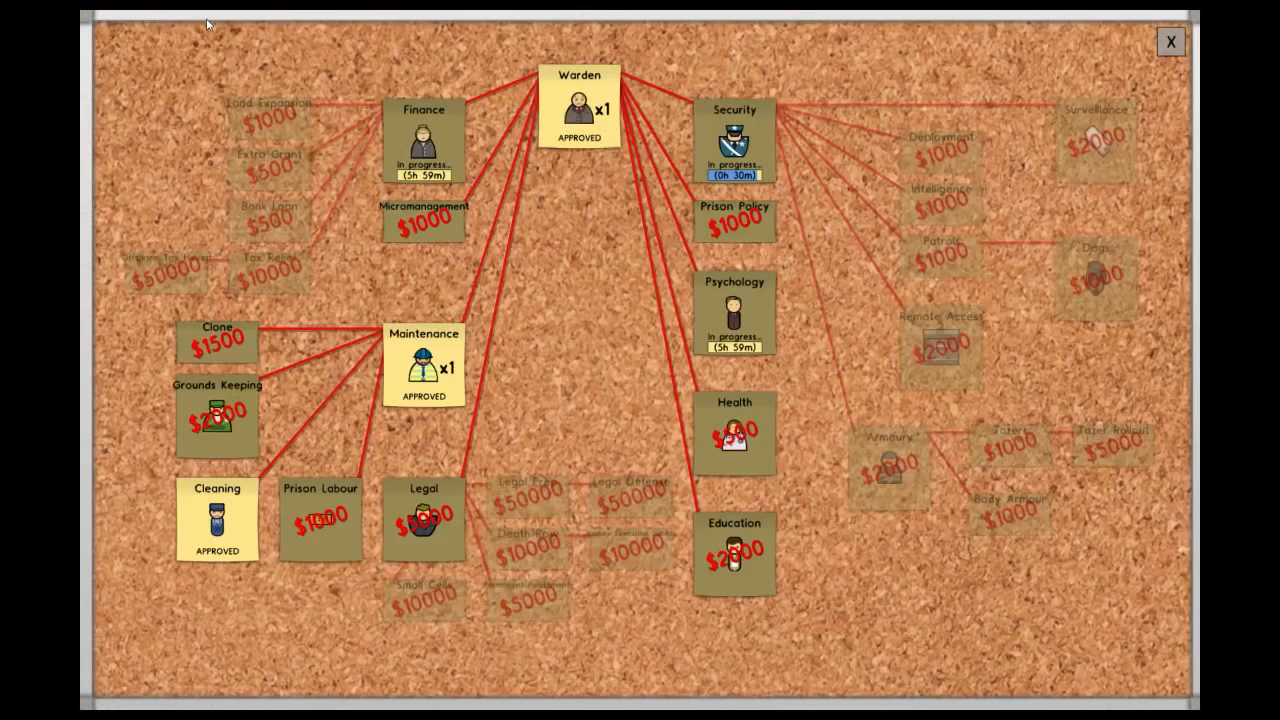 X
Warden
x1
APPROVED
Finance
In progress...
(5h 59m)
Security
In progress...
(0h 30m)
Land Expansion
$1000
Extra Grant
$500
Bank Loan
$500
Offshore Tax Haven
$50000
Tax Relief
$10000
Micromanagement
$1000
Prison Policy
$1000
Deployment
$1000
Surveillance
$2000
Intelligence
$1000
Patrols
$1000
Dogs
$1000
Psychology
In progress...
(5h 59m)
Remote Access
$2000
Clone
$1500
Maintenance
x1
APPROVED
Grounds Keeping
$2000
Health
Education
$2000
Armoury
$2000
Tazers
$1000
Tazer Rollout
$5000
Body Armour
$1000
Cleaning
APPROVED
Prison Labour
$1000
Legal
$5000
Legal Prep
$50000
Legal Defense
$50000
Death Row
$10000
$10000
Small Cells
$10000
$5000